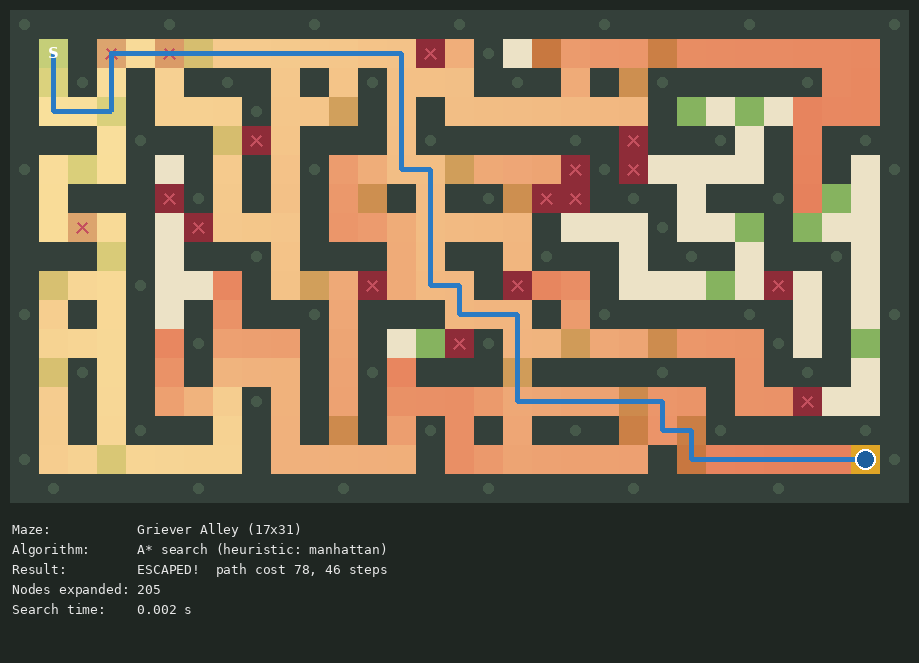 S
Maze: Griever Alley (17x31)
Algorithm: A* search (heuristic: manhattan)
Result: ESCAPED! path cost 78, 46 steps
Nodes expanded: 205
Search time: 0.002 s